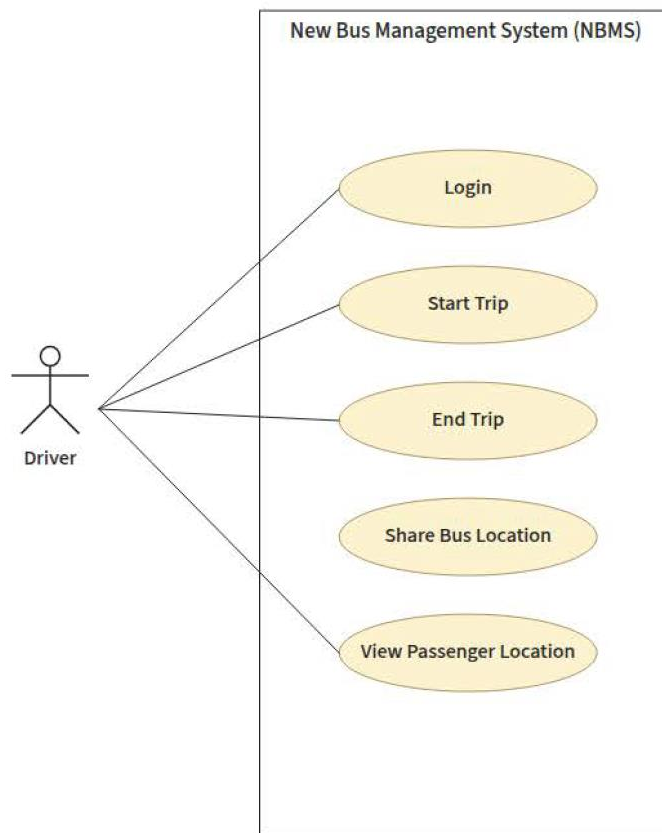 New Bus Management System (NBMS)
Login
Start Trip
End Trip
Driver
Share Bus Location
View Passenger Location